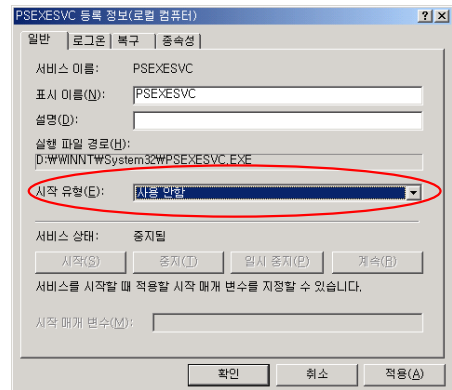 PSEXESVC 등록 정보(로컬 컴퓨터)
일반 로그온 복구 종속성
서비스 이름: PSEXESVC
표시 이름(N): PSEXESVC
설명(D):
실행 파일 경로(H):
D:₩WINNT₩System32₩PSEXESVC.EXE
시작 유형(E): 사용 안함
서비스 상태: 중지됨
시작(S) 중지(T) 일시 중지(P) 계속(R)
서비스를 시작할 때 적용할 시작 매개 변수를 지정할 수 있습니다.
시작 매개 변수(M):
확인 취소 적용(A)